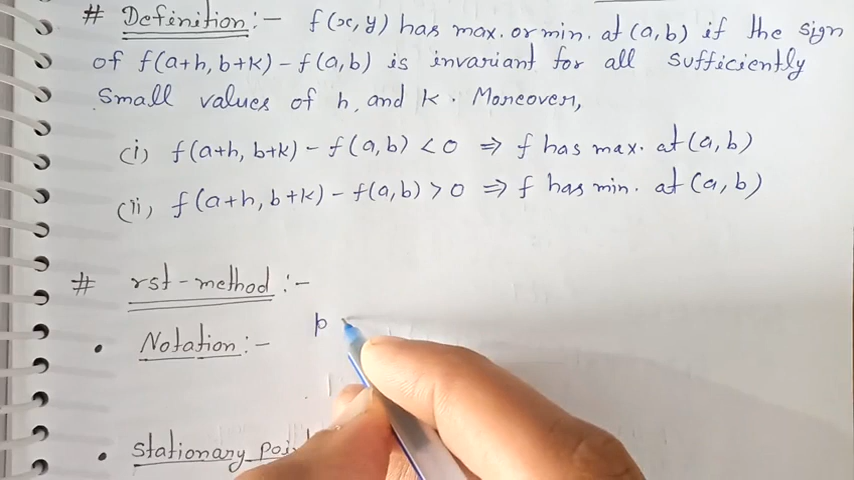 # Definition:- f(x,y) has max. or min. at (a,b) if the sign
of f(a+h, b+k) - f(a,b) is invariant for all sufficiently
small values of h, and k. Moreover,
(i) f(a+h, b+k) - f(a,b) < 0 ⇒ f has max. at (a,b)
(ii) f(a+h, b+k) - f(a,b) > 0 ⇒ f has min. at (a,b)
# rst-method :-
• Notation:- p
• stationary poi